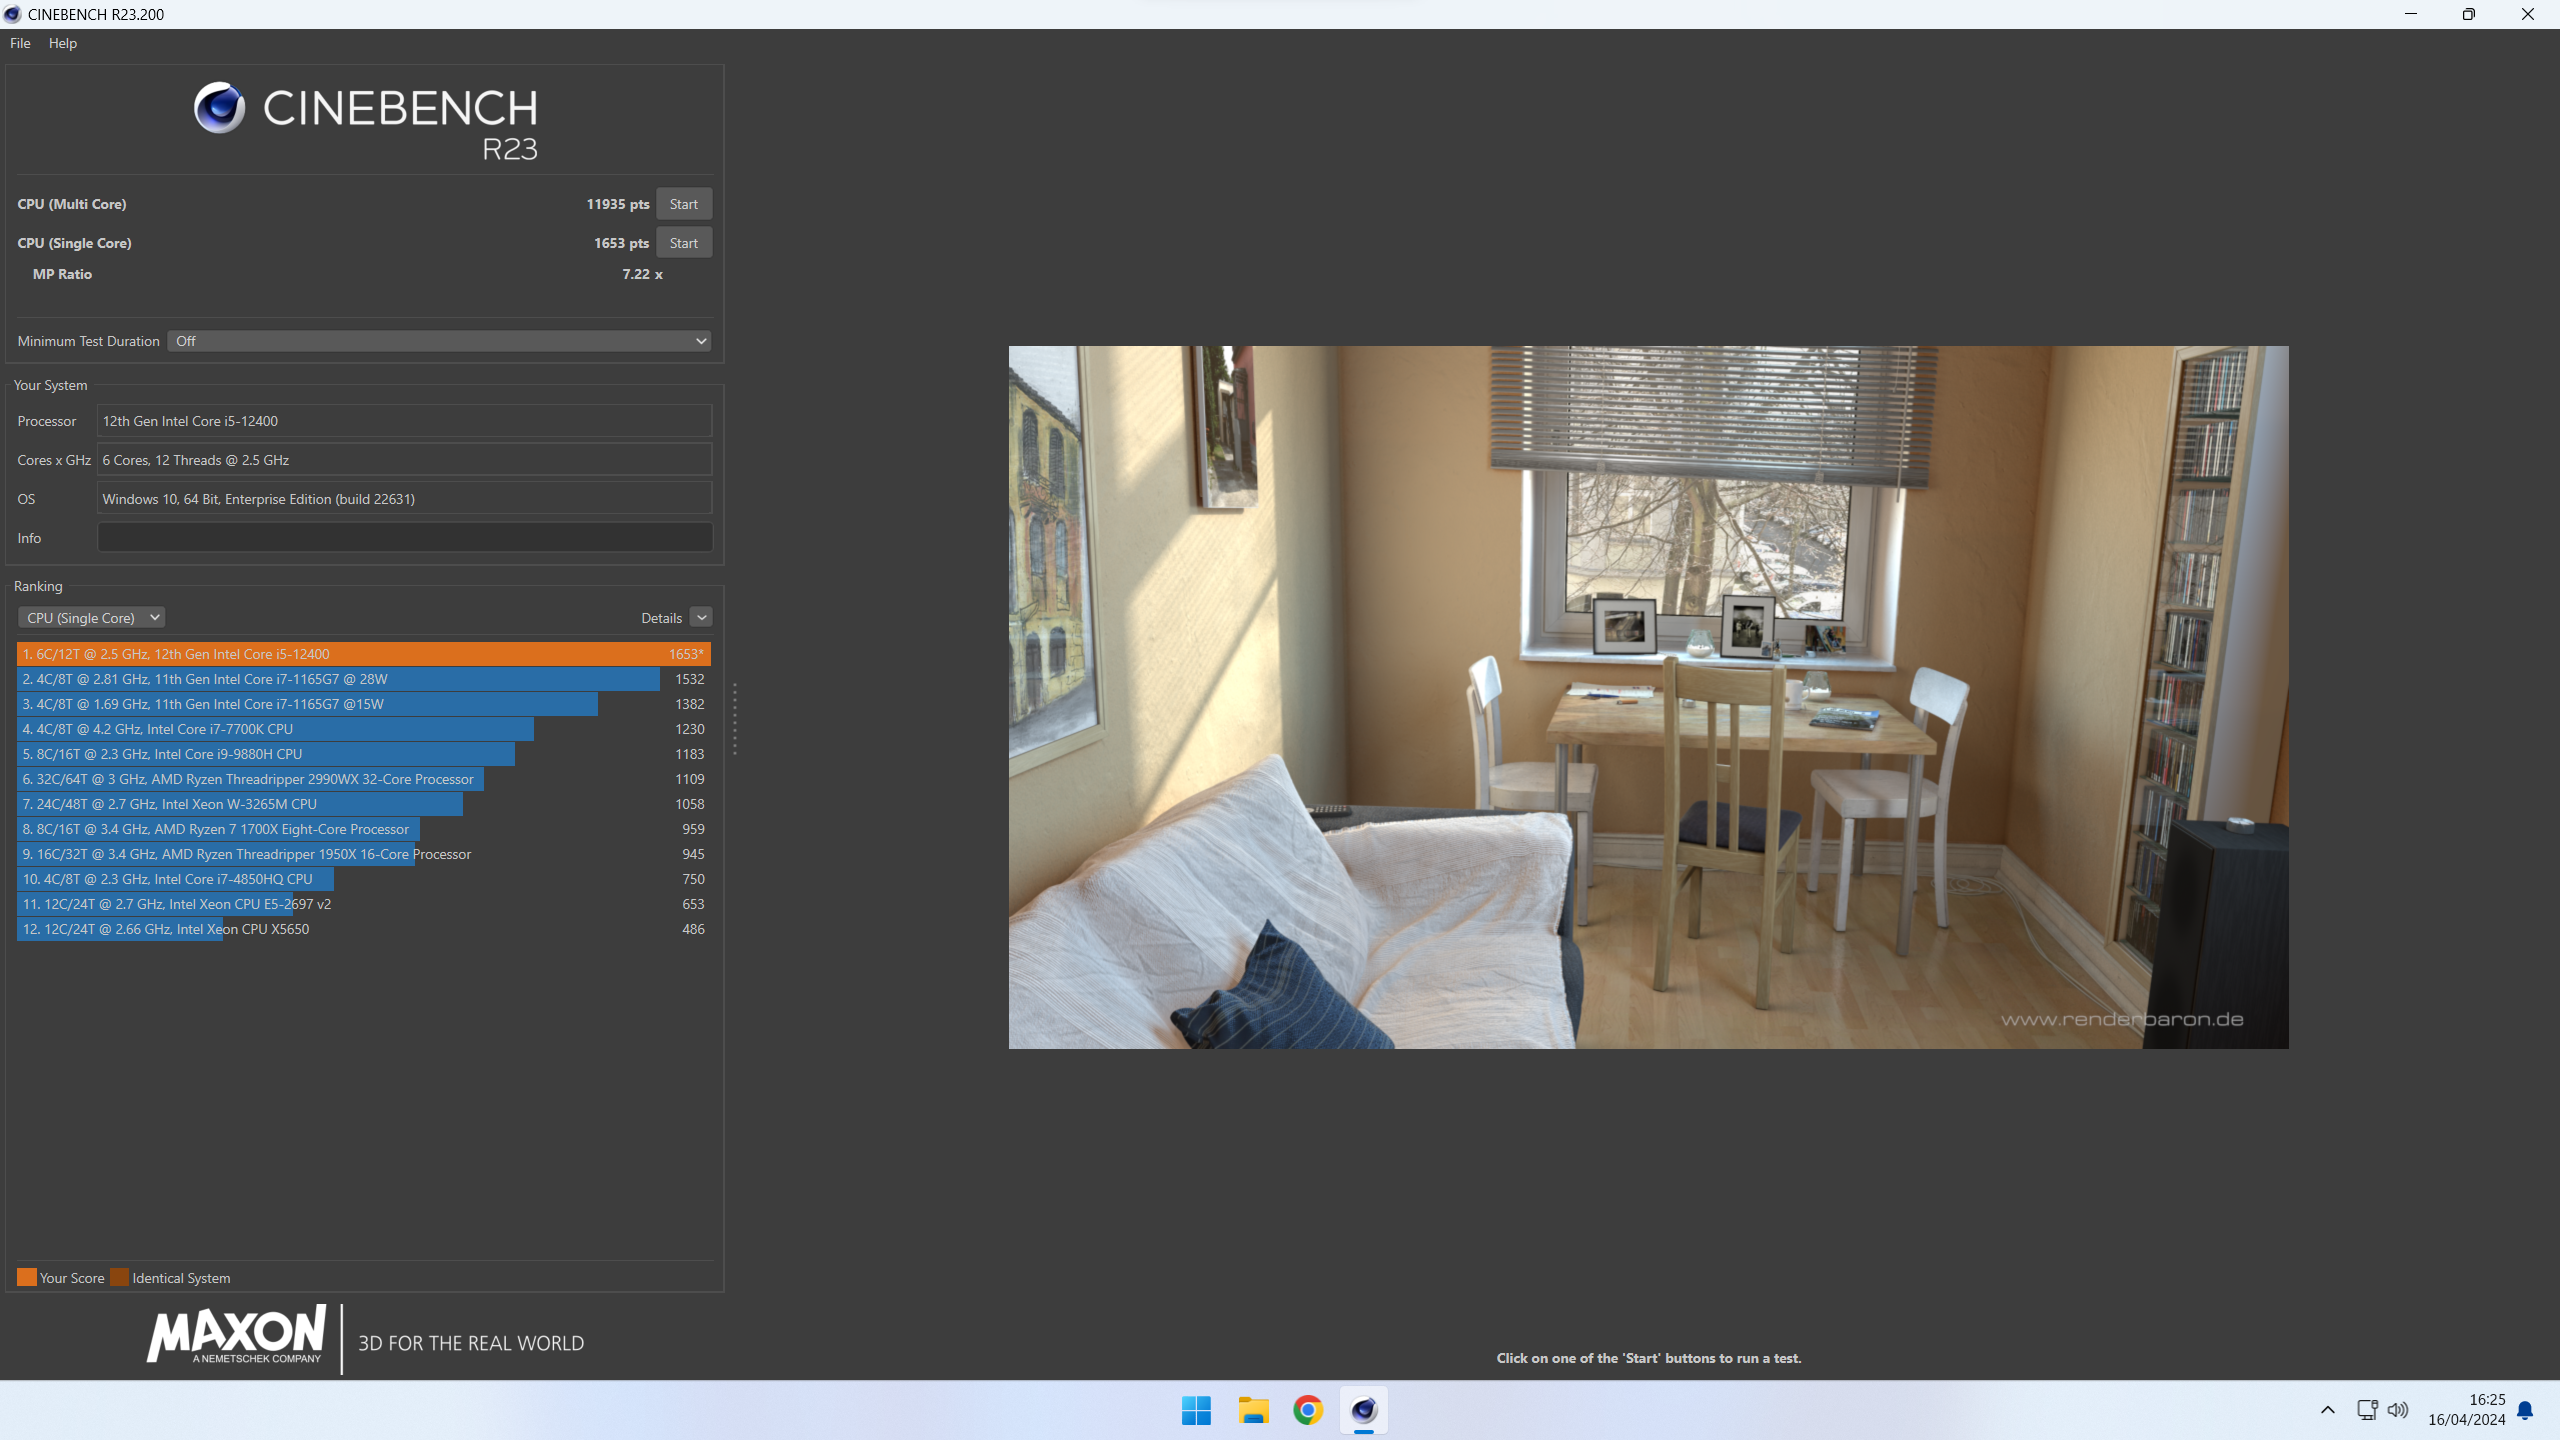 CINEBENCH R23.200
File Help
CINEBENCH
R23
CPU (Multi Core) 11935 pts Start
CPU (Single Core) 1653 pts Start
MP Ratio 7.22 x
Minimum Test Duration Off
Your System
Processor 12th Gen Intel Core i5-12400
Cores x GHz 6 Cores, 12 Threads @ 2.5 GHz
OS Windows 10, 64 Bit, Enterprise Edition (build 22631)
Info
Ranking
CPU (Single Core) Details
1. 6C/12T @ 2.5 GHz, 12th Gen Intel Core i5-12400 1653*
2. 4C/8T @ 2.81 GHz, 11th Gen Intel Core i7-1165G7 @ 28W 1532
3. 4C/8T @ 1.69 GHz, 11th Gen Intel Core i7-1165G7 @15W 1382
4. 4C/8T @ 4.2 GHz, Intel Core i7-7700K CPU 1230
5. 8C/16T @ 2.3 GHz, Intel Core i9-9880H CPU 1183
6. 32C/64T @ 3 GHz, AMD Ryzen Threadripper 2990WX 32-Core Processor 1109
7. 24C/48T @ 2.7 GHz, Intel Xeon W-3265M CPU 1058
8. 8C/16T @ 3.4 GHz, AMD Ryzen 7 1700X Eight-Core Processor 959
9. 16C/32T @ 3.4 GHz, AMD Ryzen Threadripper 1950X 16-Core Processor 945
10. 4C/8T @ 2.3 GHz, Intel Core i7-4850HQ CPU 750
11. 12C/24T @ 2.7 GHz, Intel Xeon CPU E5-2697 v2 653
12. 12C/24T @ 2.66 GHz, Intel Xeon CPU X5650 486
Your Score Identical System
MAXON
A NEMETSCHEK COMPANY
3D FOR THE REAL WORLD
www.renderbaron.de
Click on one of the 'Start' buttons to run a test.
16:25
16/04/2024